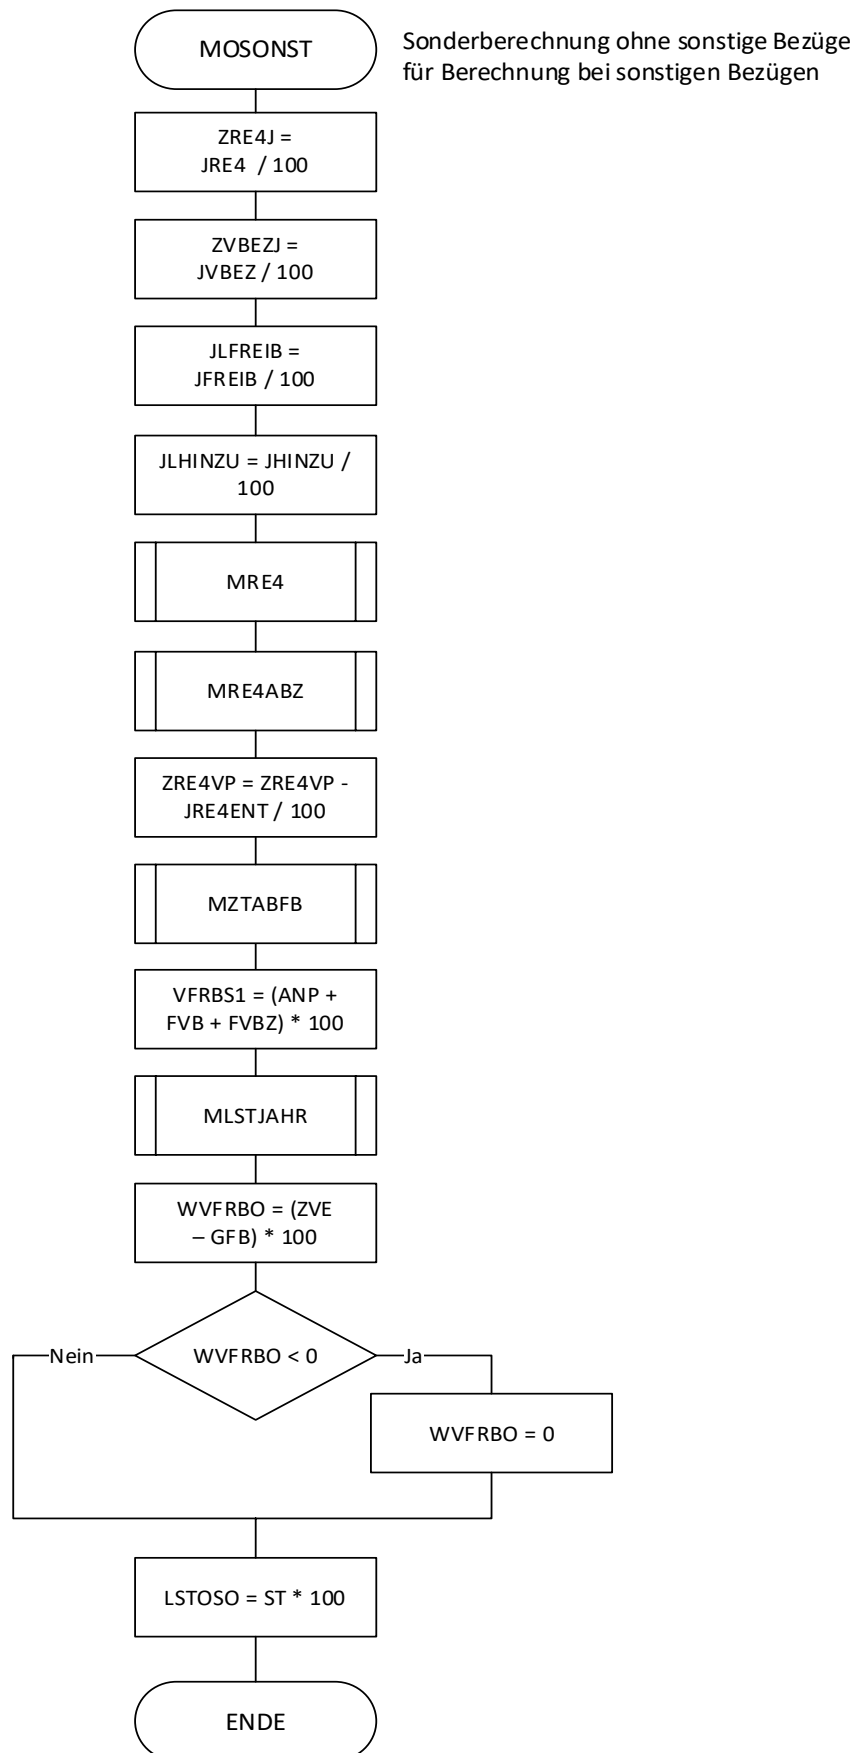 MOSONST
Sonderberechnung ohne sonstige Bezüge
für Berechnung bei sonstigen Bezügen
ZRE4J =
JRE4 / 100
ZVBEZJ =
JVBEZ / 100
JLFREIB =
JFREIB / 100
JLHINZU = JHINZU /
100
MRE4
MRE4ABZ
ZRE4VP = ZRE4VP -
JRE4ENT / 100
MZTABFB
VFRBS1 = (ANP +
FVB + FVBZ) * 100
MLSTJAHR
WVFRBO = (ZVE
– GFB) * 100
Nein
WVFRBO < 0
Ja
WVFRBO = 0
LSTOSO = ST * 100
ENDE